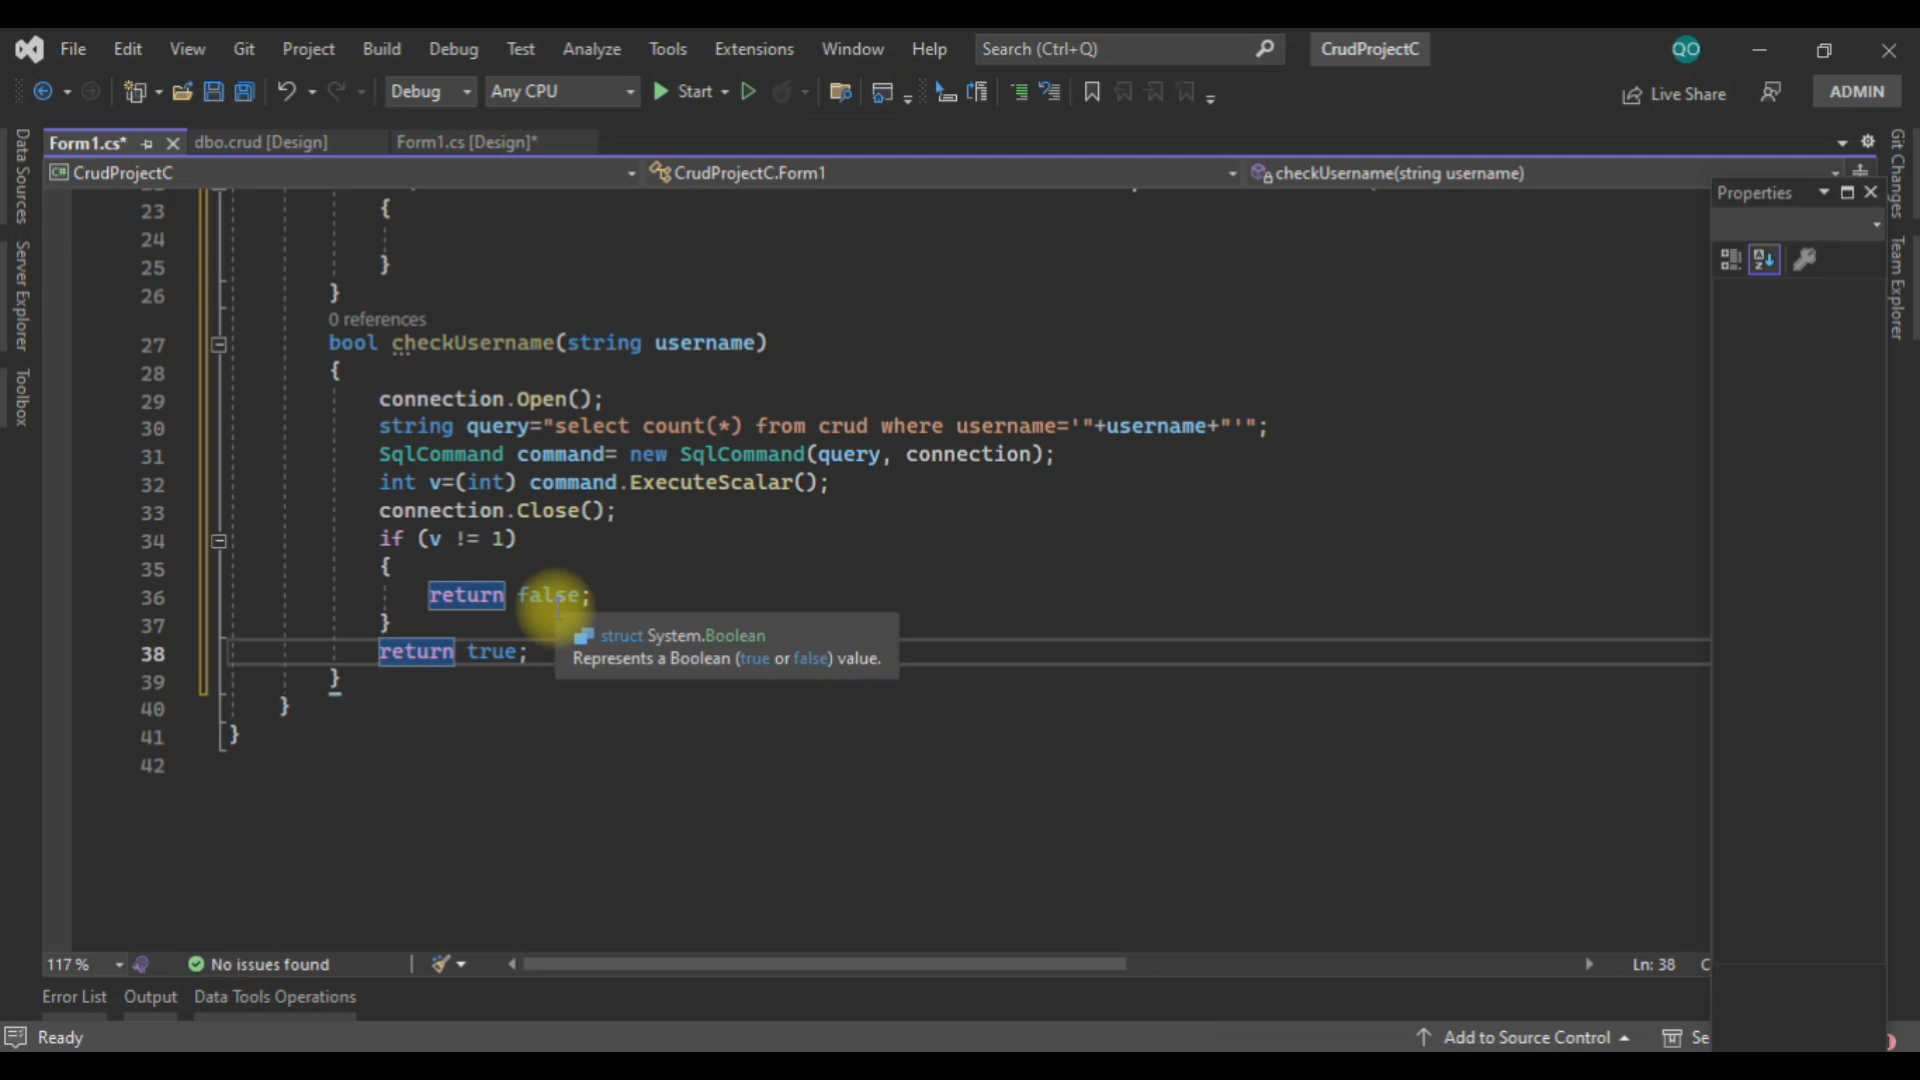 File Edit View Git Project Build Debug Test Analyze Tools Extensions Window Help Search (Ctrl+Q) CrudProjectC QO
Debug Any CPU Start Live Share ADMIN
Form1.cs* dbo.crud [Design] Form1.cs [Design]*
C# CrudProjectC CrudProjectC.Form1 checkUsername(string username)
Data Sources
Server Explorer
Toolbox
Git Changes
Team Explorer
Properties
23 {
24
25 }
26 }
0 references
27 bool checkUsername(string username)
28 {
29 connection.Open();
30 string query="select count(*) from crud where username='"+username+"'";
31 SqlCommand command= new SqlCommand(query, connection);
32 int v=(int) command.ExecuteScalar();
33 connection.Close();
34 if (v != 1)
35 {
36 return false;
37 }
38 return true;
39 }
40 }
41 }
42
struct System.Boolean
Represents a Boolean (true or false) value.
117 % No issues found Ln: 38
Error List Output Data Tools Operations
Ready Add to Source Control